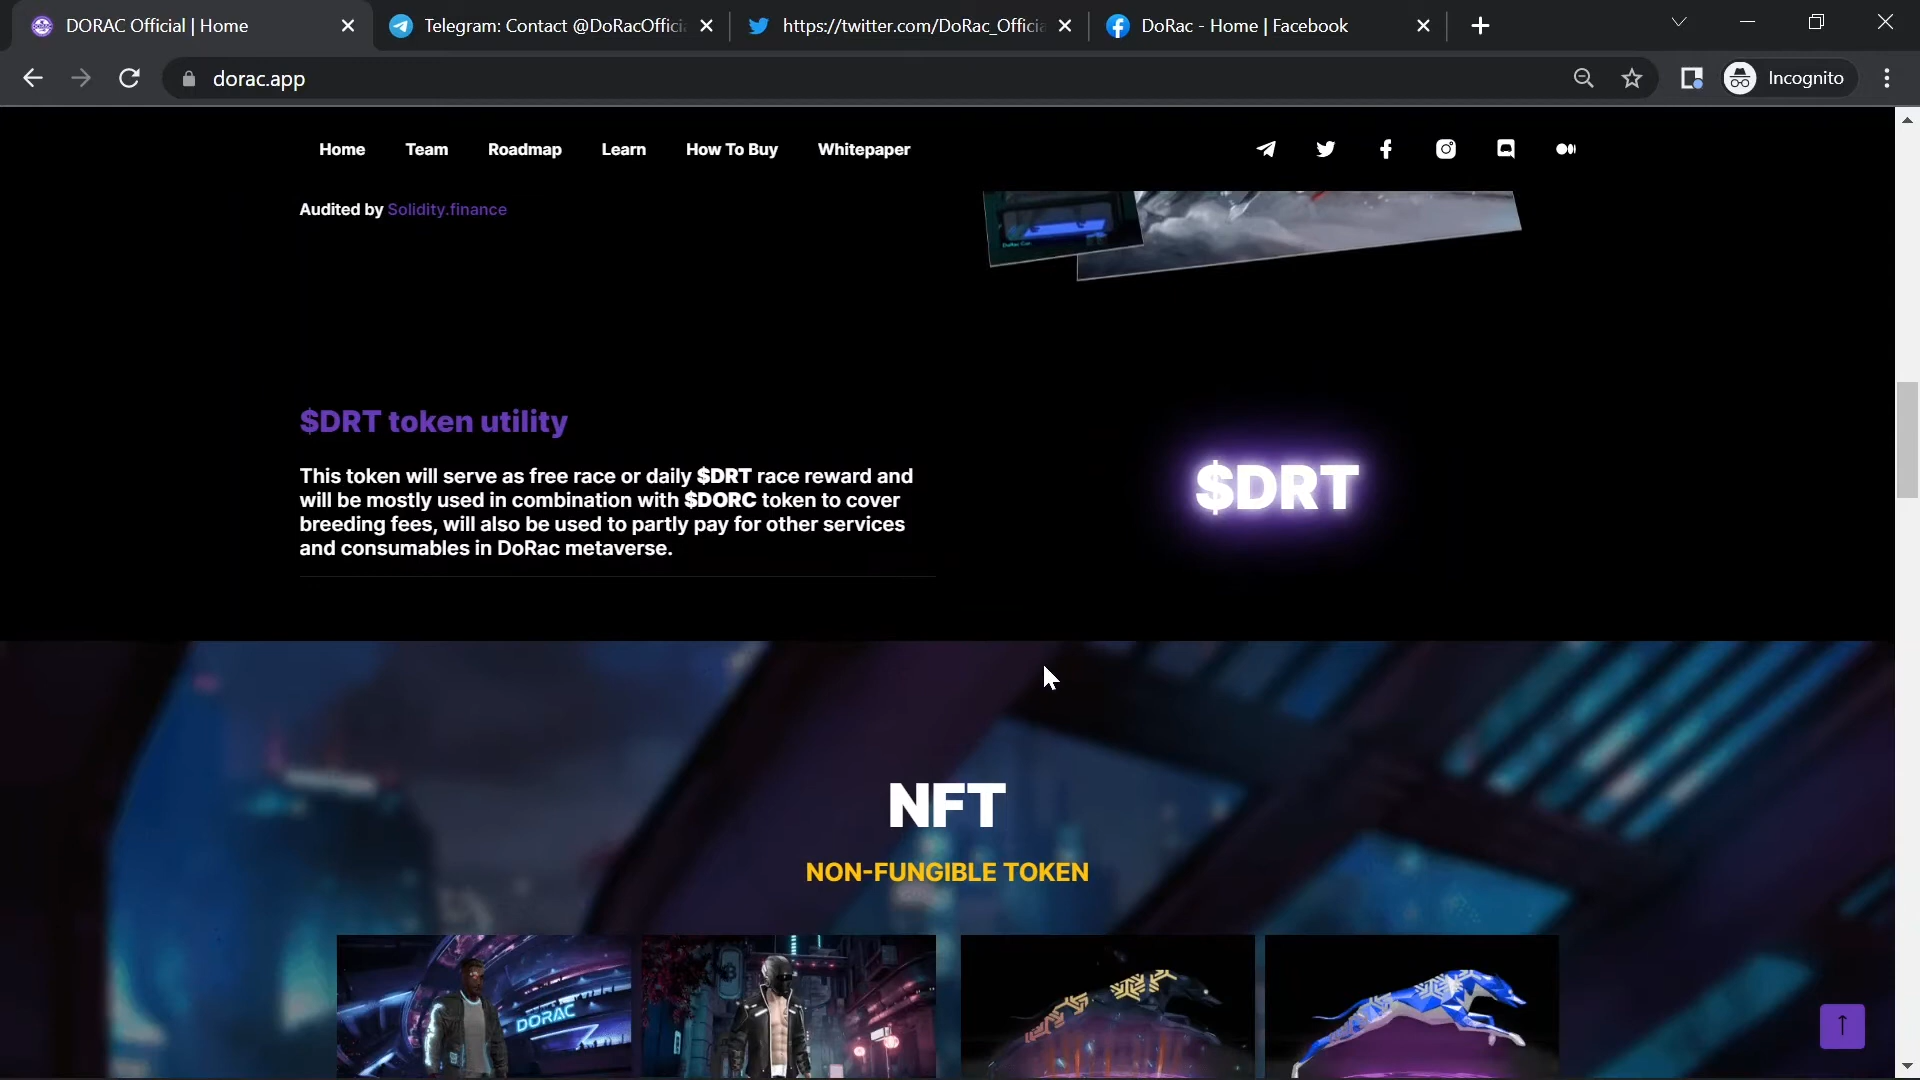 DORAC Official | Home
Telegram: Contact @DoRacOffici
https://twitter.com/DoRac_Officia
DoRac - Home | Facebook
dorac.app
Incognito
Home Team Roadmap Learn How To Buy Whitepaper
Audited by Solidity.finance
$DRT token utility
This token will serve as free race or daily $DRT race reward and
will be mostly used in combination with $DORC token to cover
breeding fees, will also be used to partly pay for other services
and consumables in DoRac metaverse.
$DRT
NFT
NON-FUNGIBLE TOKEN
DORAC